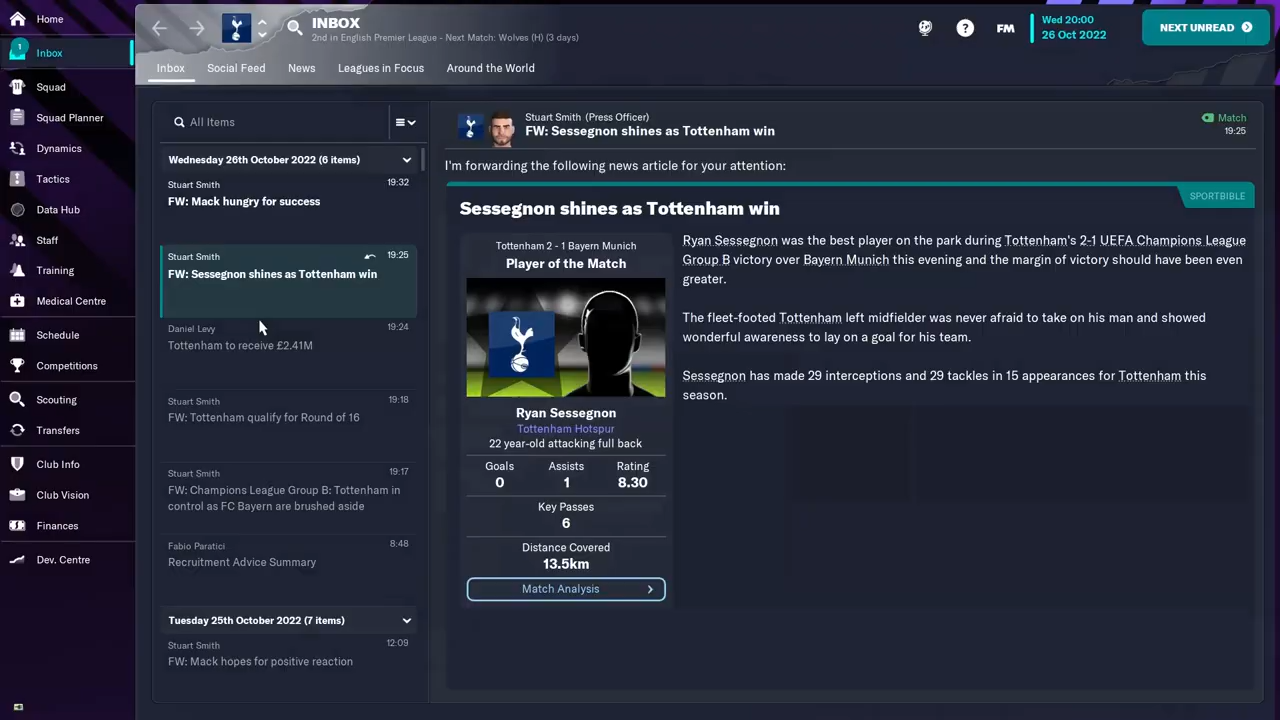 Home
INBOX
2nd in English Premier League - Next Match: Wolves (H) (3 days)
FM
Wed 20:00
26 Oct 2022
NEXT UNREAD
1
Inbox
Inbox
Social Feed
News
Leagues in Focus
Around the World
Squad
Squad Planner
Dynamics
Tactics
Data Hub
Staff
Training
Medical Centre
Schedule
Competitions
Scouting
Transfers
Club Info
Club Vision
Finances
Dev. Centre
All Items
Wednesday 26th October 2022 (6 items)
Stuart Smith
19:32
FW: Mack hungry for success
Stuart Smith
19:25
FW: Sessegnon shines as Tottenham win
Daniel Levy
19:24
Tottenham to receive £2.41M
Stuart Smith
19:18
FW: Tottenham qualify for Round of 16
Stuart Smith
19:17
FW: Champions League Group B: Tottenham in
control as FC Bayern are brushed aside
Fabio Paratici
8:48
Recruitment Advice Summary
Tuesday 25th October 2022 (7 items)
Stuart Smith
12:09
FW: Mack hopes for positive reaction
Stuart Smith (Press Officer)
FW: Sessegnon shines as Tottenham win
Match
19:25
I'm forwarding the following news article for your attention:
SPORTBIBLE
Sessegnon shines as Tottenham win
Tottenham 2 - 1 Bayern Munich
Player of the Match
Ryan Sessegnon
Tottenham Hotspur
22 year-old attacking full back
Goals
Assists
Rating
0
1
8.30
Key Passes
6
Distance Covered
13.5km
Match Analysis
Ryan Sessegnon was the best player on the park during Tottenham's 2-1 UEFA Champions League
Group B victory over Bayern Munich this evening and the margin of victory should have been even
greater.
The fleet-footed Tottenham left midfielder was never afraid to take on his man and showed
wonderful awareness to lay on a goal for his team.
Sessegnon has made 29 interceptions and 29 tackles in 15 appearances for Tottenham this
season.